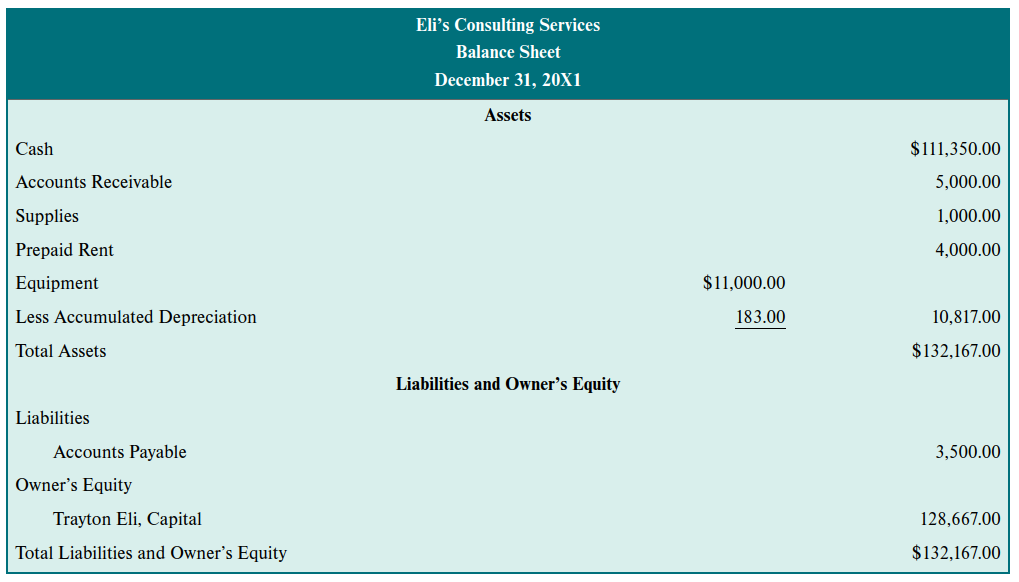 Eli’s Consulting Services
Balance Sheet
December 31, 20X1
Assets
Cash $111,350.00
Accounts Receivable 5,000.00
Supplies 1,000.00
Prepaid Rent 4,000.00
Equipment $11,000.00
Less Accumulated Depreciation 183.00 10,817.00
Total Assets $132,167.00
Liabilities and Owner’s Equity
Liabilities
Accounts Payable 3,500.00
Owner’s Equity
Trayton Eli, Capital 128,667.00
Total Liabilities and Owner’s Equity $132,167.00